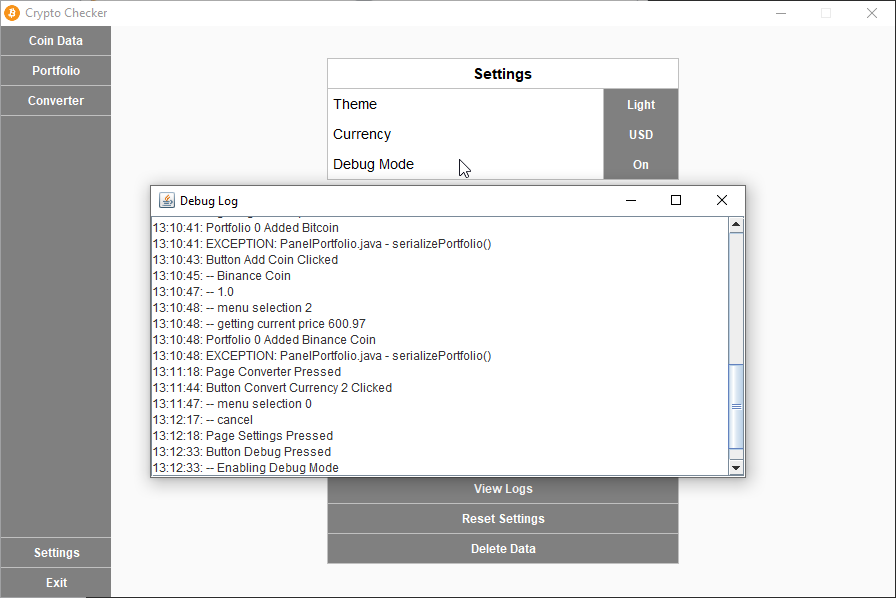 Crypto Checker
Coin Data
Portfolio
Converter
Settings
Theme
Light
Currency
USD
Debug Mode
On
Debug Log
13:10:41: Portfolio 0 Added Bitcoin
13:10:41: EXCEPTION: PanelPortfolio.java - serializePortfolio()
13:10:43: Button Add Coin Clicked
13:10:45: -- Binance Coin
13:10:47: -- 1.0
13:10:48: -- menu selection 2
13:10:48: -- getting current price 600.97
13:10:48: Portfolio 0 Added Binance Coin
13:10:48: EXCEPTION: PanelPortfolio.java - serializePortfolio()
13:11:18: Page Converter Pressed
13:11:44: Button Convert Currency 2 Clicked
13:11:47: -- menu selection 0
13:12:17: -- cancel
13:12:18: Page Settings Pressed
13:12:33: Button Debug Pressed
13:12:33: -- Enabling Debug Mode
View Logs
Reset Settings
Delete Data
Settings
Exit